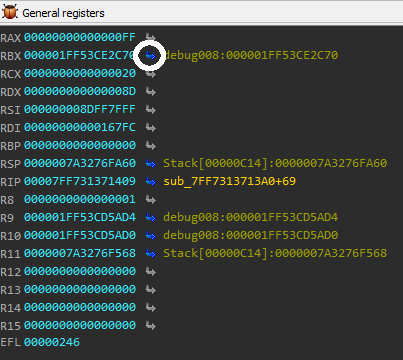 General registers
RAX 00000000000000FF
RBX 000001FF53CE2C70 debug008:000001FF53CE2C70
RCX 0000000000000020
RDX 000000000000008D
RSI 000000008DFF7FFF
RDI 00000000000167FC
RBP 0000000000000000
RSP 0000007A3276FA60 Stack[00000C14]:0000007A3276FA60
RIP 00007FF731371409 sub_7FF7313713A0+69
R8 0000000000000001
R9 000001FF53CD5AD4 debug008:000001FF53CD5AD4
R10 000001FF53CD5AD0 debug008:000001FF53CD5AD0
R11 0000007A3276F568 Stack[00000C14]:0000007A3276F568
R12 0000000000000000
R13 0000000000000000
R14 0000000000000000
R15 0000000000000000
EFL 00000246